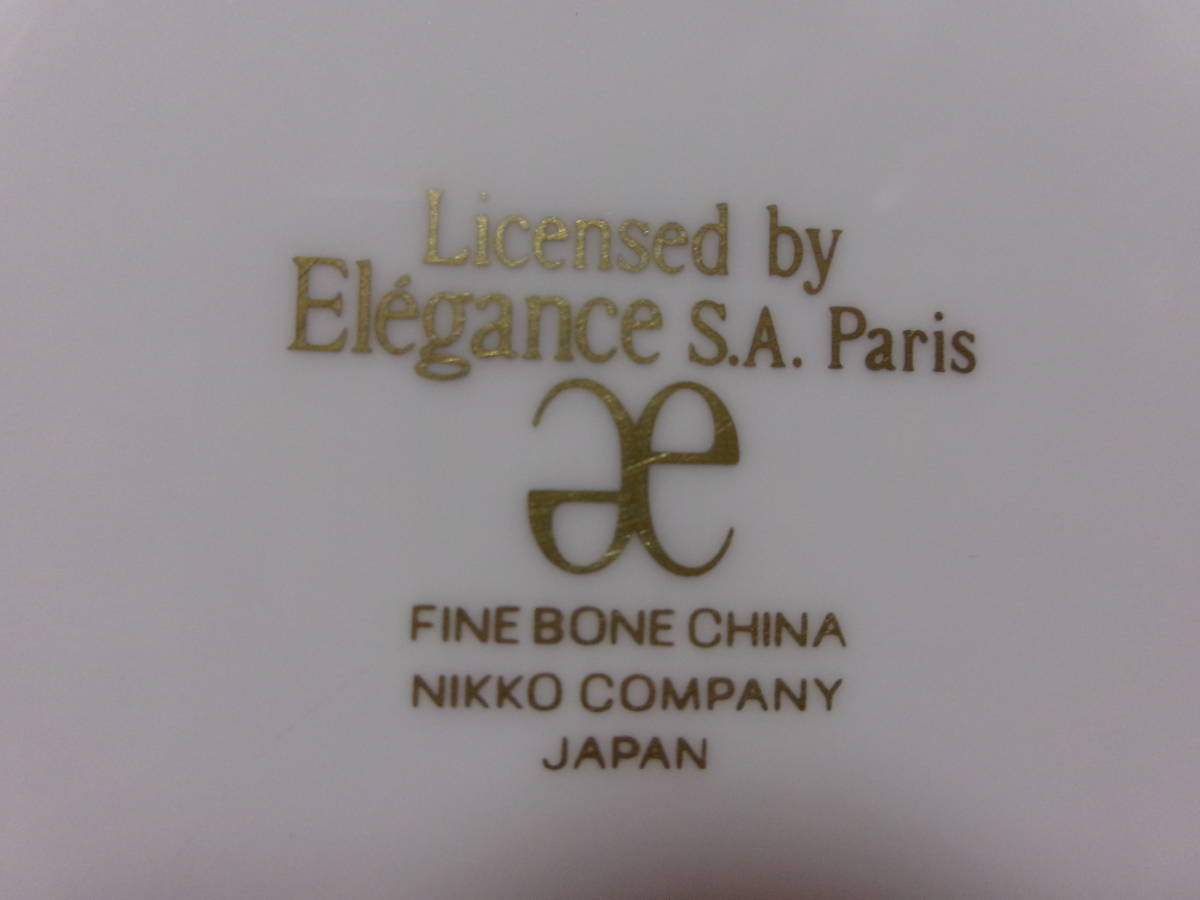 Licensed by
Elégance S.A. Paris
æ
FINE BONE CHINA
NIKKO COMPANY
JAPAN